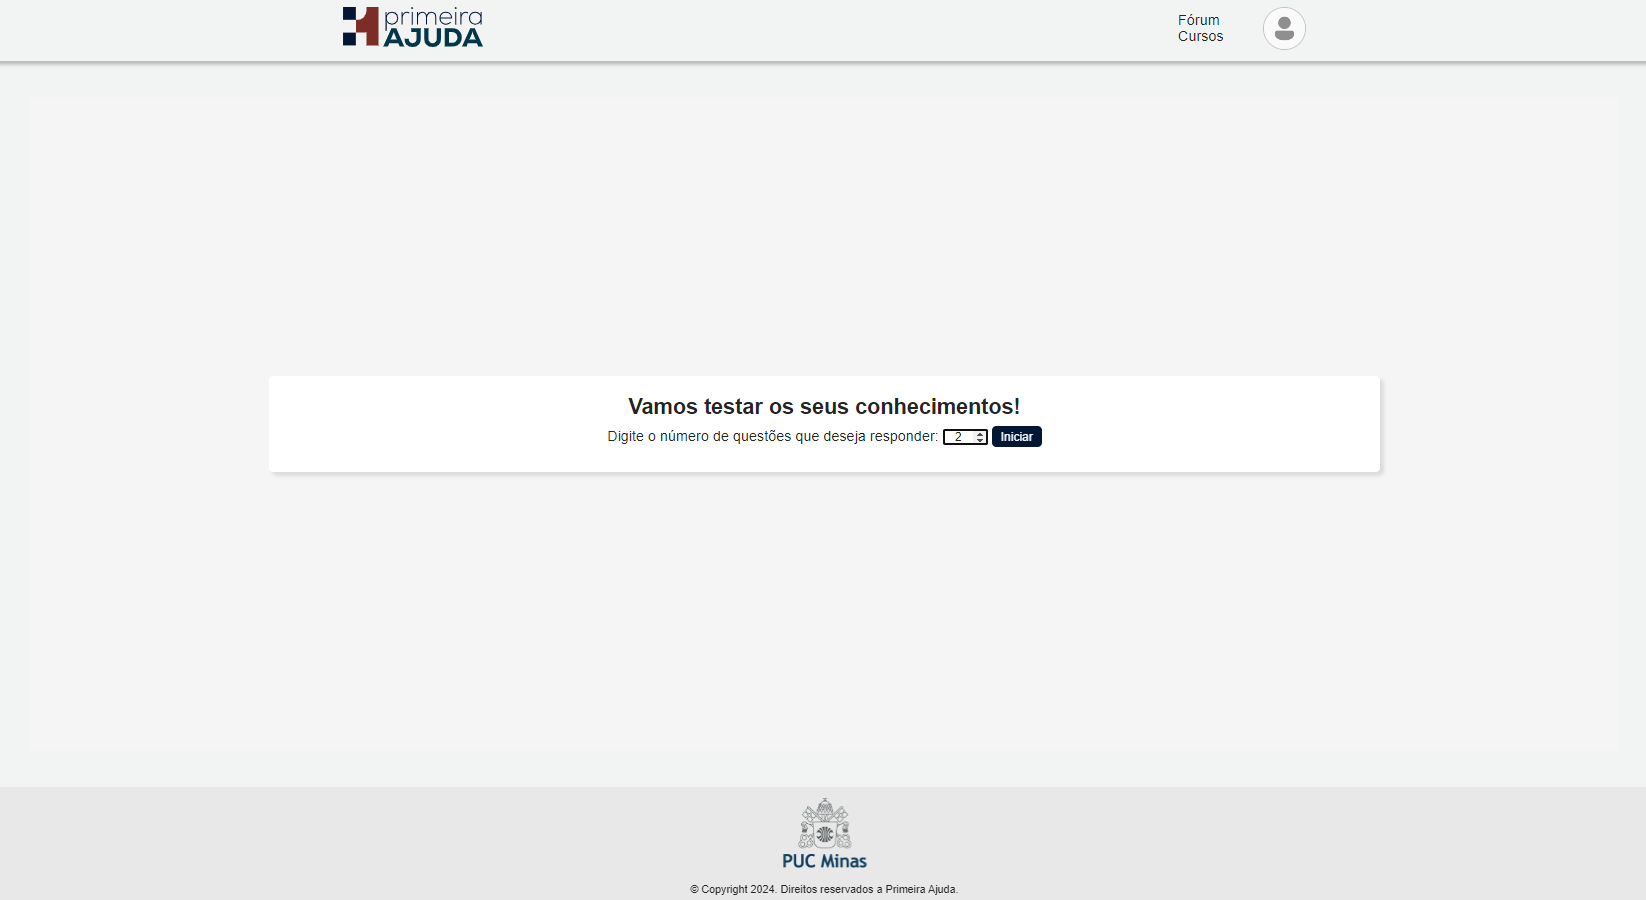 primeira
AJUDA
Fórum
Cursos
Vamos testar os seus conhecimentos!
Digite o número de questões que deseja responder: 2 Iniciar
PUC Minas
© Copyright 2024. Direitos reservados a Primeira Ajuda.